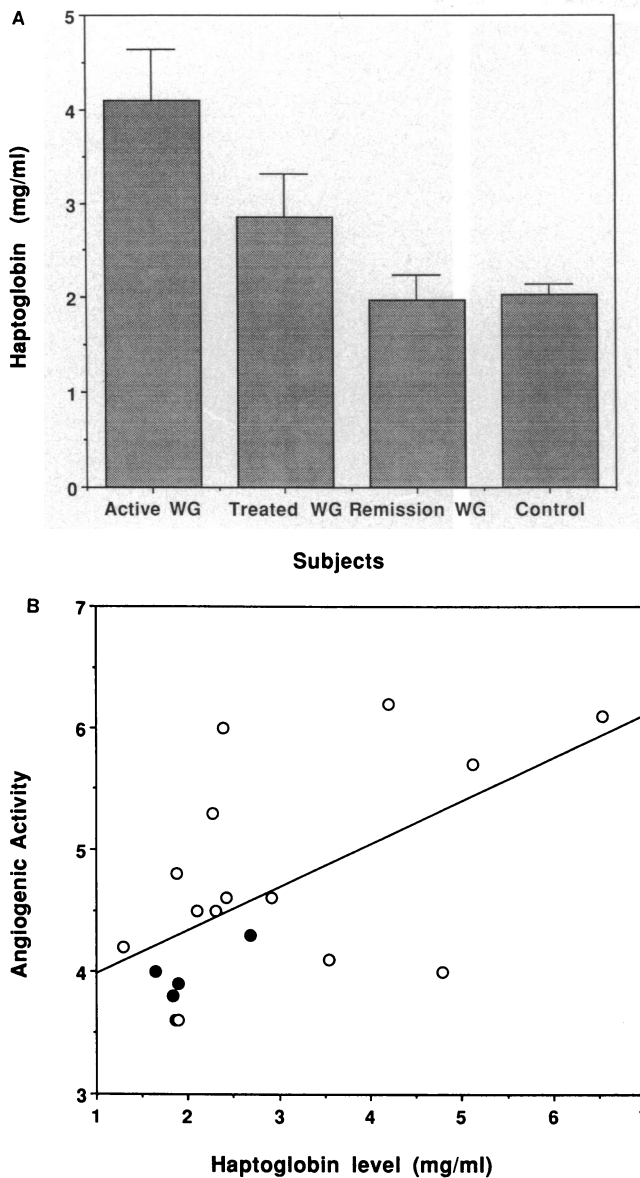 A
Haptoglobin (mg/ml)
5
4
3
2
1
0
Active WG Treated WG Remission WG Control
Subjects
B
Angiogenic Activity
7
6
5
4
3
1 2 3 4 5 6 7
Haptoglobin level (mg/ml)